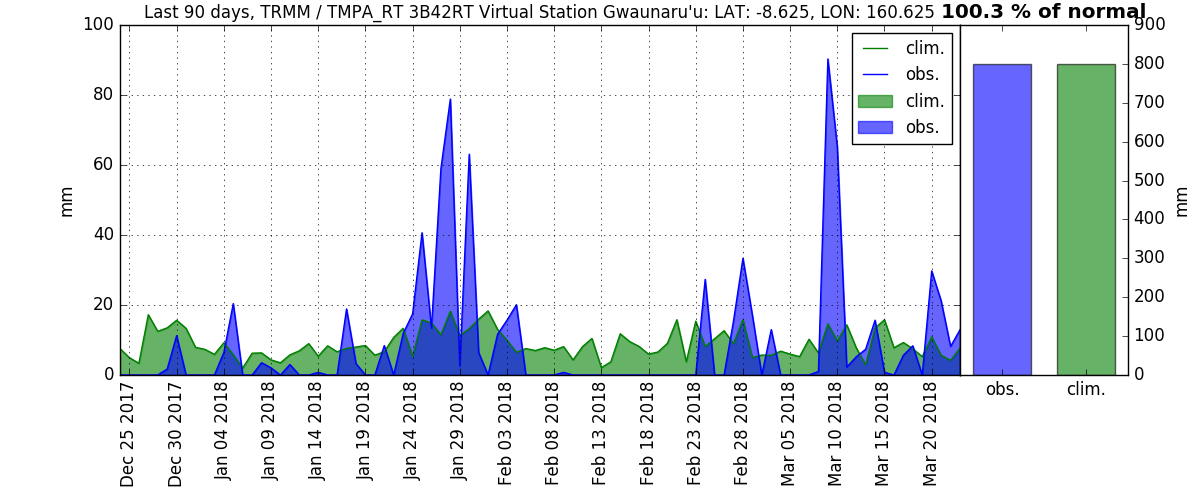 Last 90 days, TRMM / TMPA_RT 3B42RT Virtual Station Gwaunaru'u: LAT: -8.625, LON: 160.625 100.3 % of normal
100
80
60
40
20
0
mm
clim.
obs.
clim.
obs.
900
800
700
600
500
400
300
200
100
0
mm
obs.
clim.
Dec 25 2017
Dec 30 2017
Jan 04 2018
Jan 09 2018
Jan 14 2018
Jan 19 2018
Jan 24 2018
Jan 29 2018
Feb 03 2018
Feb 08 2018
Feb 13 2018
Feb 18 2018
Feb 23 2018
Feb 28 2018
Mar 05 2018
Mar 10 2018
Mar 15 2018
Mar 20 2018